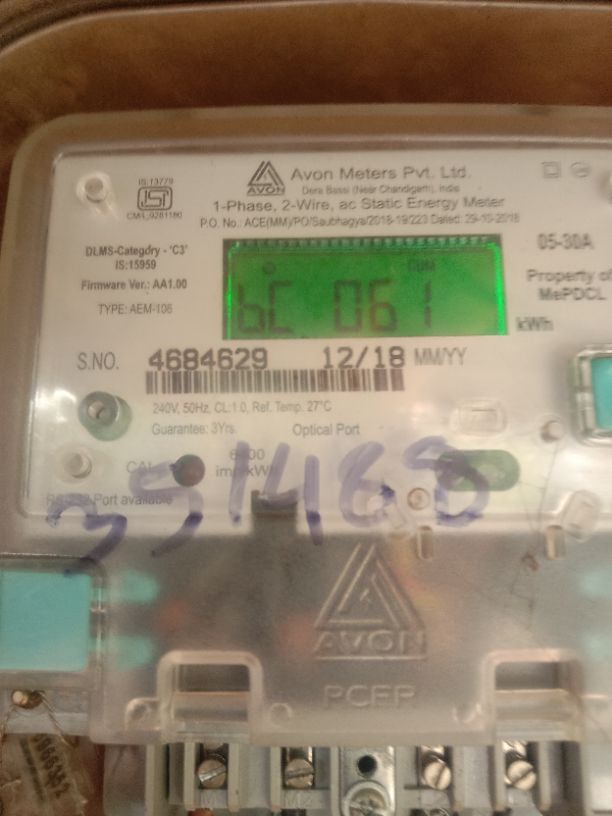 IS:13779
ISI
CM/L_9281180
AVON
Avon Meters Pvt. Ltd.
Dera Bassi (Near Chandigarh), India
1-Phase, 2-Wire, ac Static Energy Meter
P.O. No.: ACE(MM)/PO/Saubhagya/2018-19/223 Dated: 29-10-2018
DLMS-Categdry - 'C3'
IS:15959
Firmware Ver.: AA1.00
TYPE: AEM-106
CUM
bC 061
05-30A
Property of
MePDCL
kWh
S.NO. 4684629 12/18 MM/YY
240V, 50Hz, CL:1.0, Ref. Temp. 27°C
Guarantee: 3Yrs. Optical Port
CAL
imp/kWh
Port available
AVON